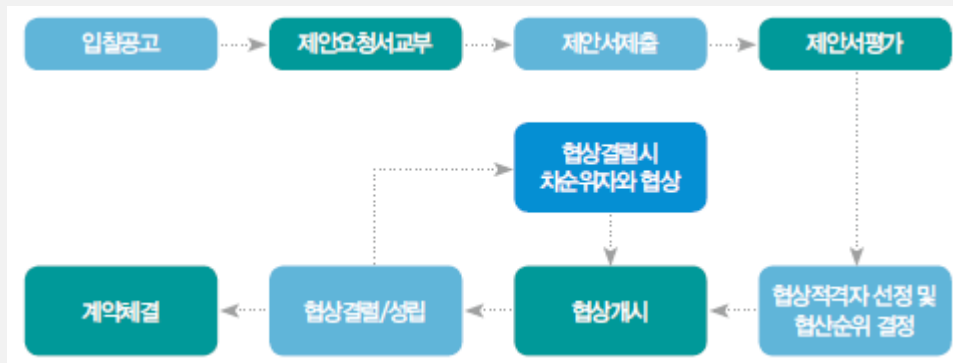 입찰공고
제안요청서교부
제안서제출
제안서평가
협상결렬시
차순위자와 협상
계약체결
협상결렬/성립
협상개시
협상적격자 선정 및
협산순위 결정